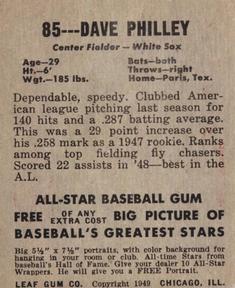 85---DAVE PHILLEY
Center Fielder -- White Sox
Age—29 Bats—both
Ht.—6' Throws—right
Wgt.—185 lbs. Home—Paris, Tex.
Dependable, speedy. Clubbed Amer-
ican league pitching last season for
140 hits and a .287 batting average.
This was a 29 point increase over
his .258 mark as a 1947 rookie. Ranks
among top fielding fly chasers.
Scored 22 assists in '48—best in the
A.L.
ALL-STAR BASEBALL GUM
FREE OF ANY EXTRA COST BIG PICTURE OF
BASEBALL'S GREATEST STARS
Big 5½" x 7½" portraits, with color background for
hanging in your room or club. All-time Stars from
baseball's Hall of Fame. Give your dealer 10 All-Star
Wrappers. He will give you a FREE Portrait.
LEAF GUM CO. Copyright 1949 CHICAGO, ILL.